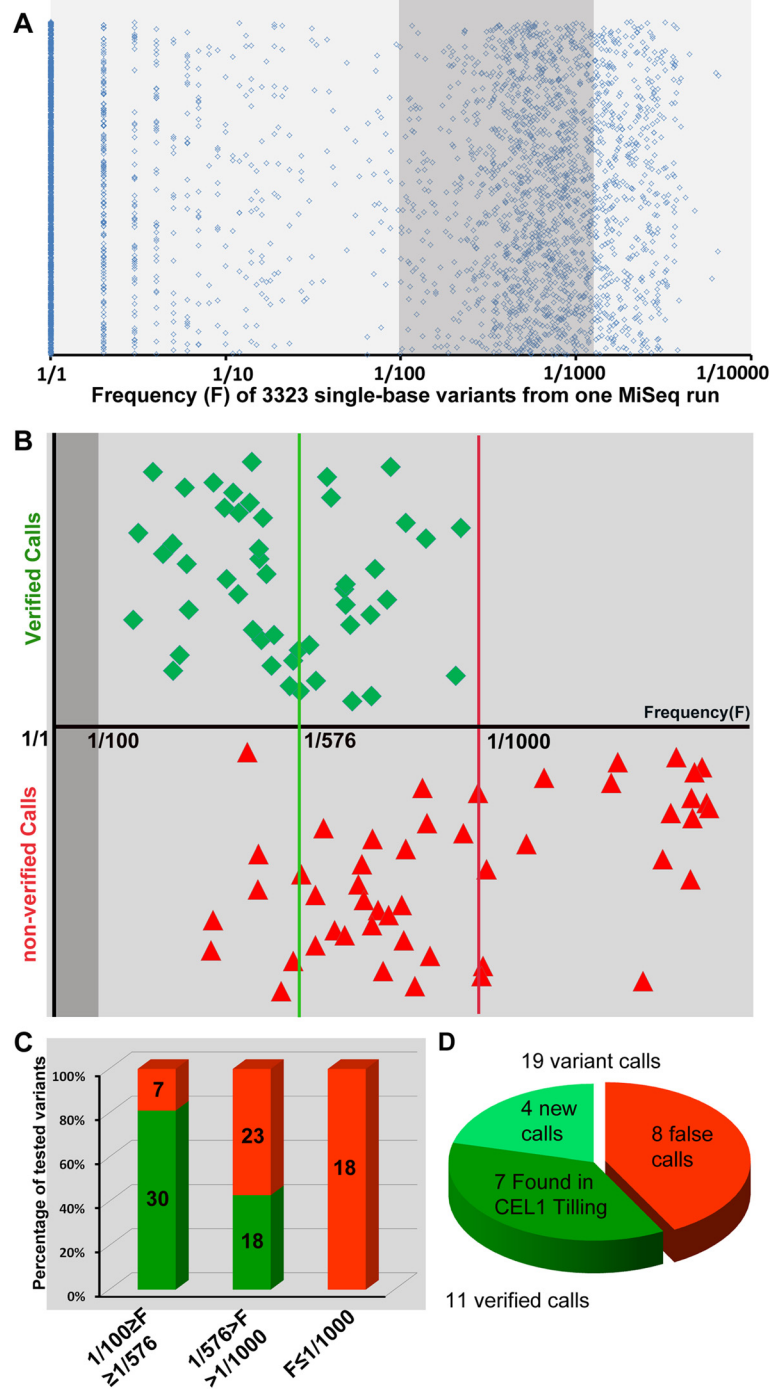 A
1/1 1/10 1/100 1/1000 1/10000
Frequency (F) of 3323 single-base variants from one MiSeq run
B
Verified Calls
non-verified Calls
Frequency(F)
1/1 1/100 1/576 1/1000
C
Percentage of tested variants
100%
80%
60%
40%
20%
0%
7
30
23
18
18
1/100≥F
≥1/576
1/576>F
>1/1000
F≤1/1000
D
19 variant calls
4 new
calls
8 false
calls
7 Found in
CEL1 Tilling
11 verified calls